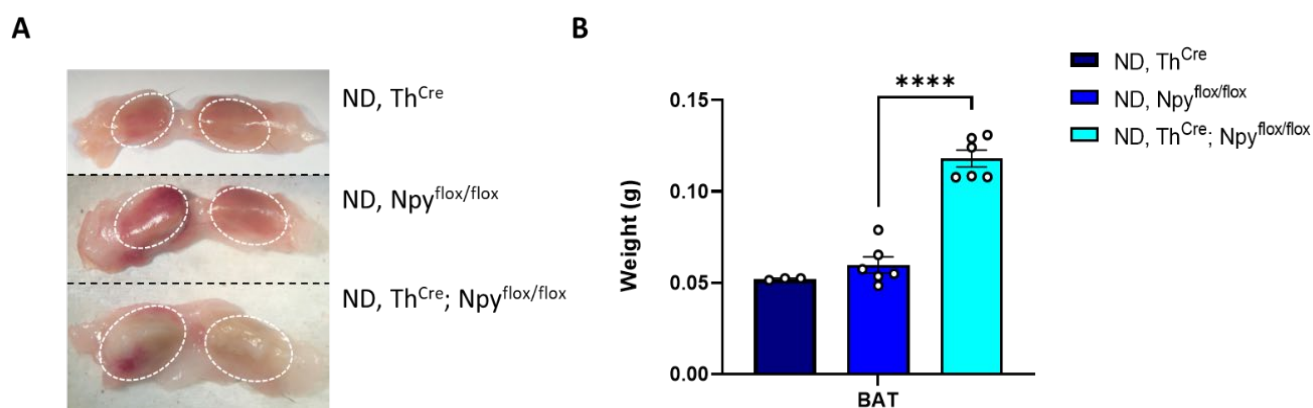 A
ND, Th^Cre
ND, Npy^flox/flox
ND, Th^Cre; Npy^flox/flox
B
****
Weight (g)
0.15
0.10
0.05
0.00
BAT
ND, Th^Cre
ND, Npy^flox/flox
ND, Th^Cre; Npy^flox/flox